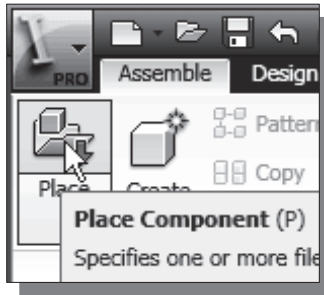 PRO
Assemble Design
Pattern
Copy
Place Create
Place Component (P)
Specifies one or more file